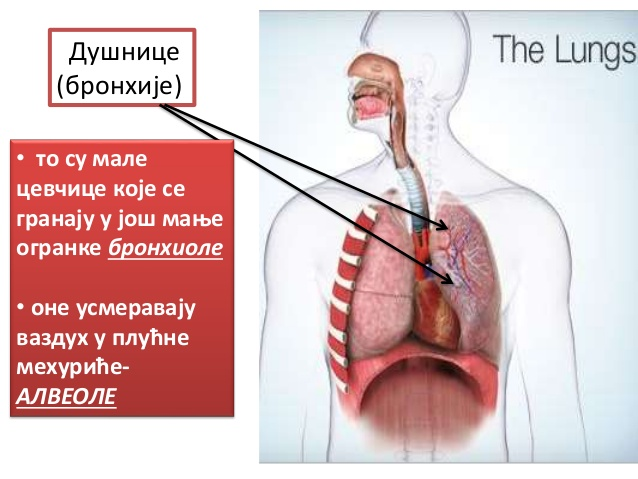 Душнице
(бронхије)
The Lungs
• то су мале
цевчице које се
гранају у још мање
огранке бронхиоле
• оне усмеравају
ваздух у плућне
мехуриће-
АЛВЕОЛЕ